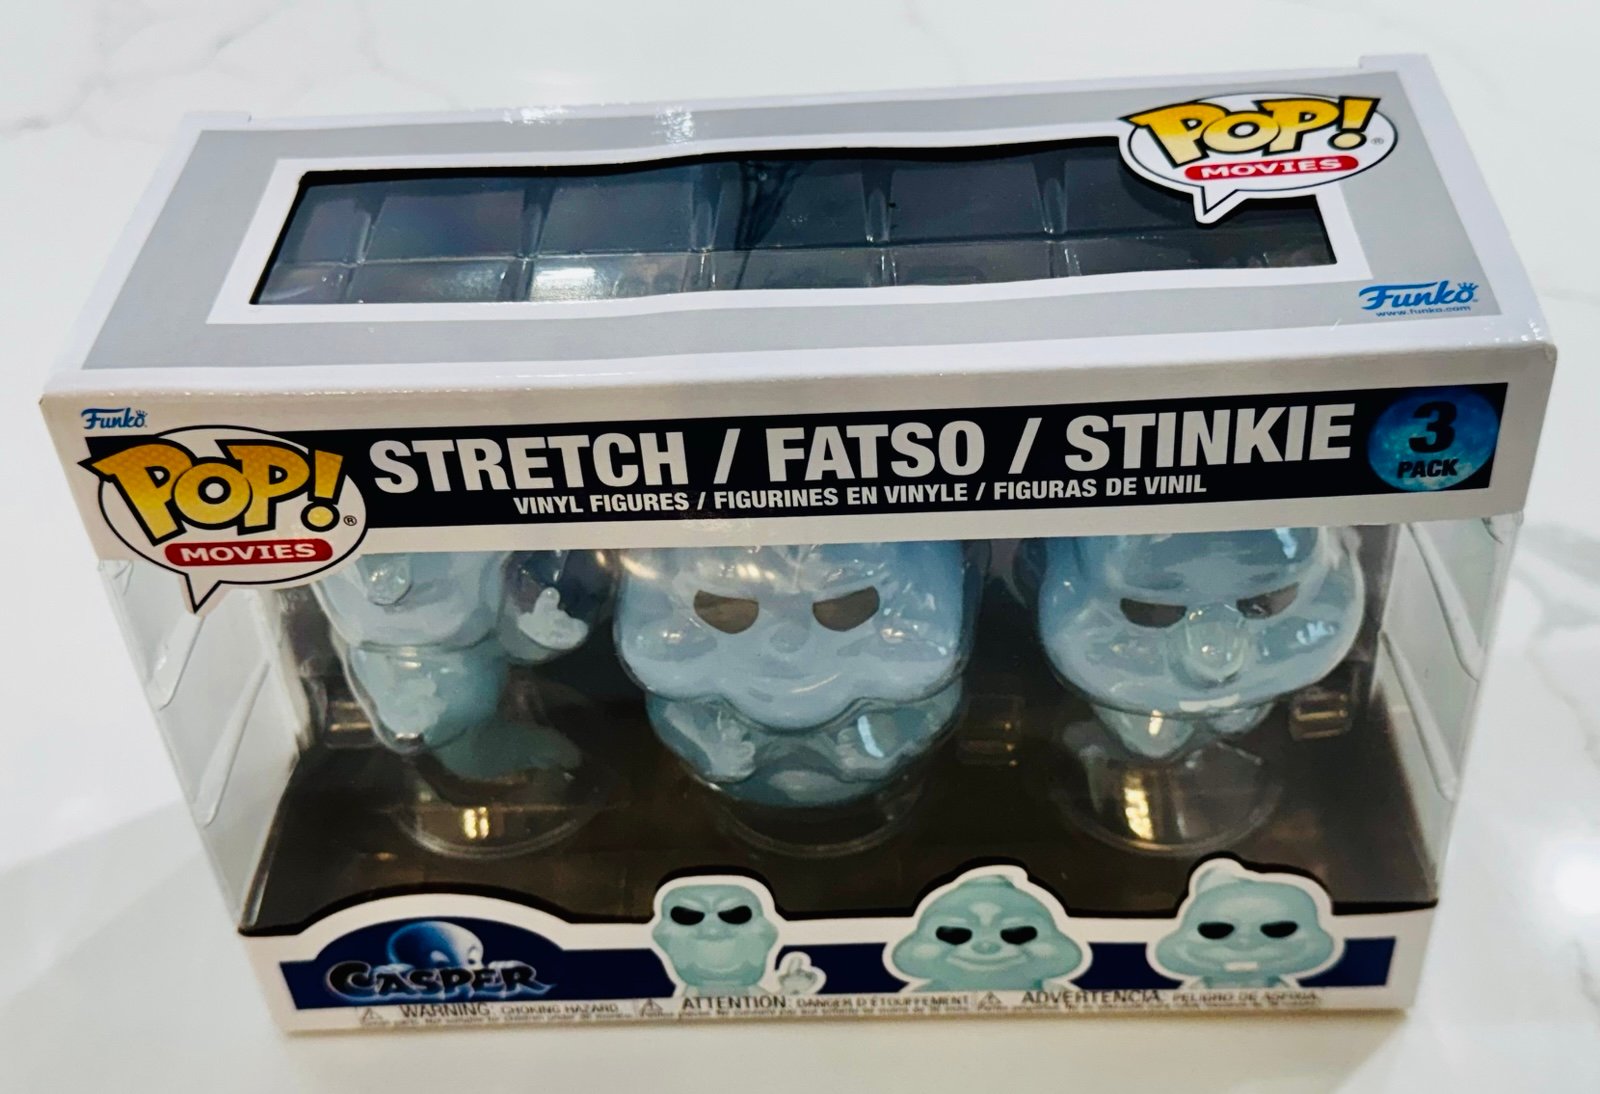 POP!
MOVIES
Funko
www.funko.com
Funko
POP!
MOVIES
STRETCH / FATSO / STINKIE
VINYL FIGURES / FIGURINES EN VINYLE / FIGURAS DE VINIL
3
PACK
CASPER
WARNING: CHOKING HAZARD. ATTENTION: DANGER D'ÉTOUFFEMENT ADVERTENCIA: PELIGRO DE ASFIXIA.